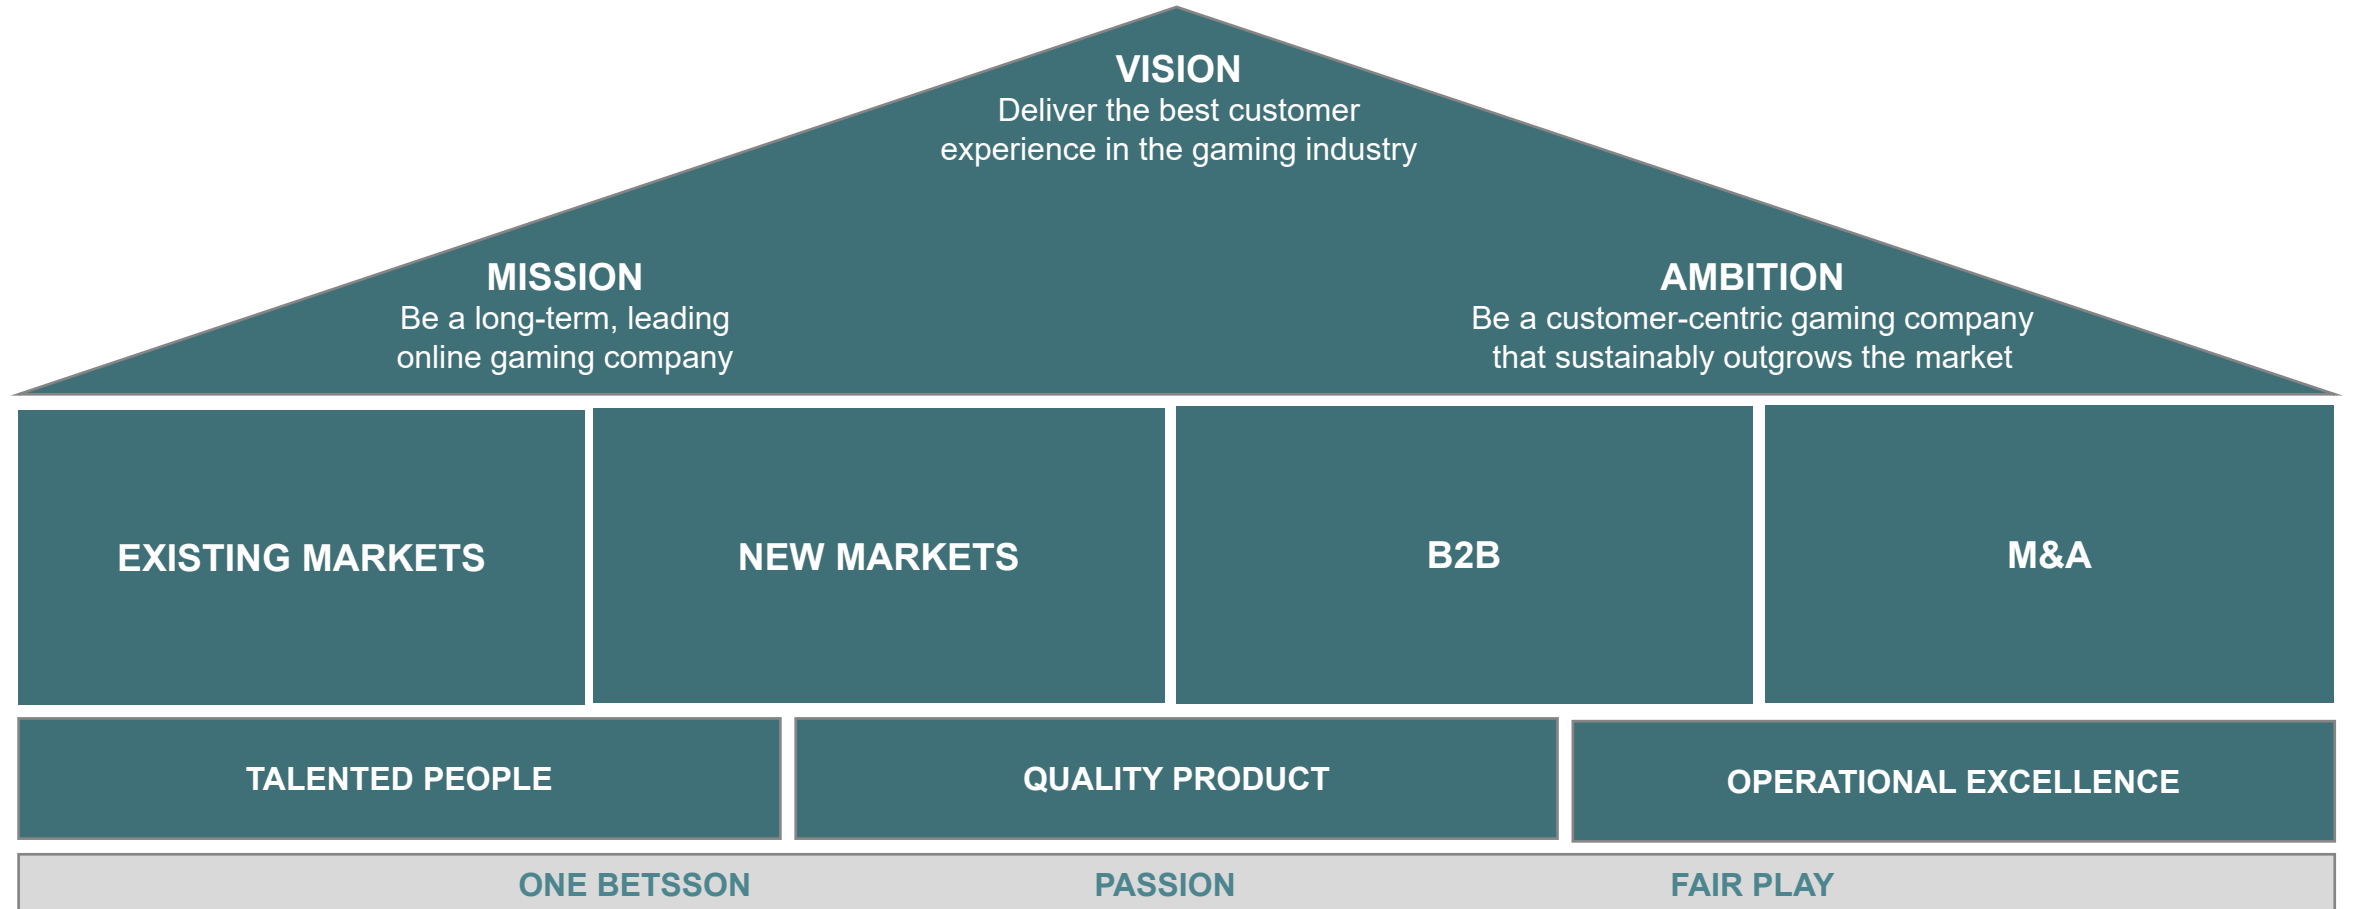 VISION
Deliver the best customer
experience in the gaming industry
MISSION
Be a long-term, leading
online gaming company
AMBITION
Be a customer-centric gaming company
that sustainably outgrows the market
EXISTING MARKETS
NEW MARKETS
B2B
M&A
TALENTED PEOPLE
QUALITY PRODUCT
OPERATIONAL EXCELLENCE
ONE BETSSON
PASSION
FAIR PLAY